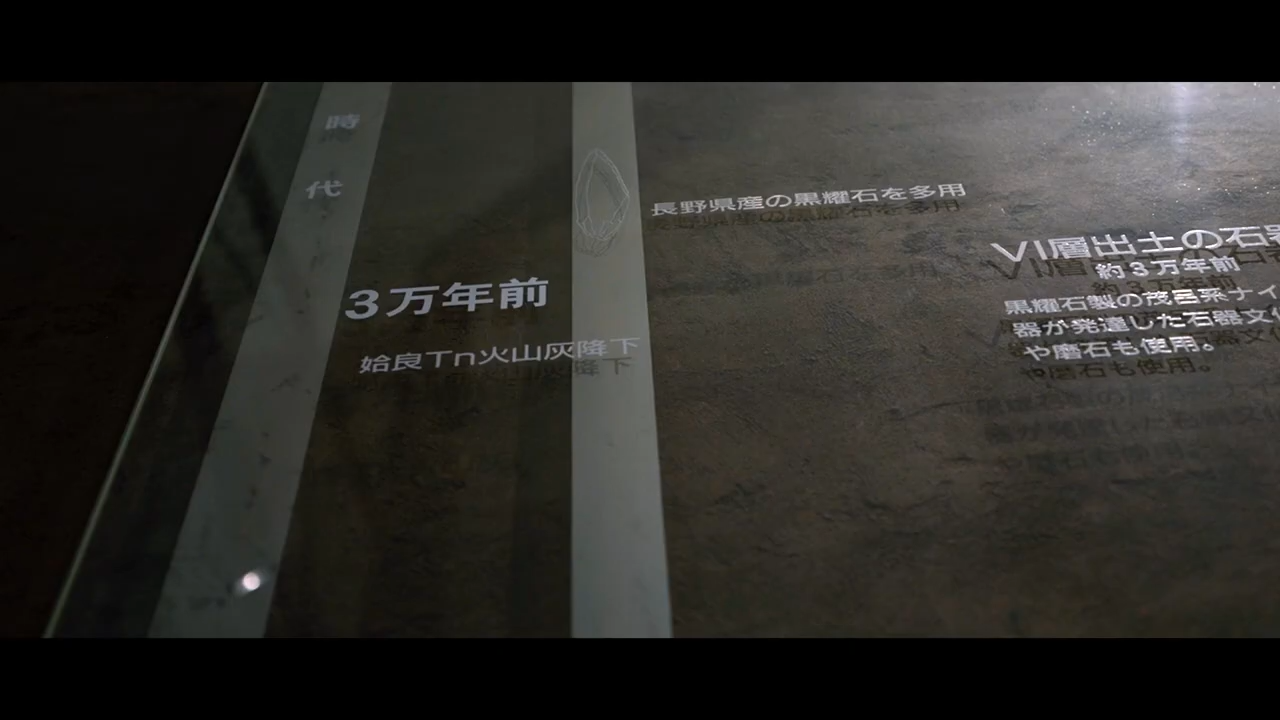 時代
3万年前
姶良Tn火山灰降下
長野県産の黒耀石を多用
VI層出土の石器
約3万年前
黒耀石製の茂呂系ナイ
器が発達した石器文化
や磨石も使用。